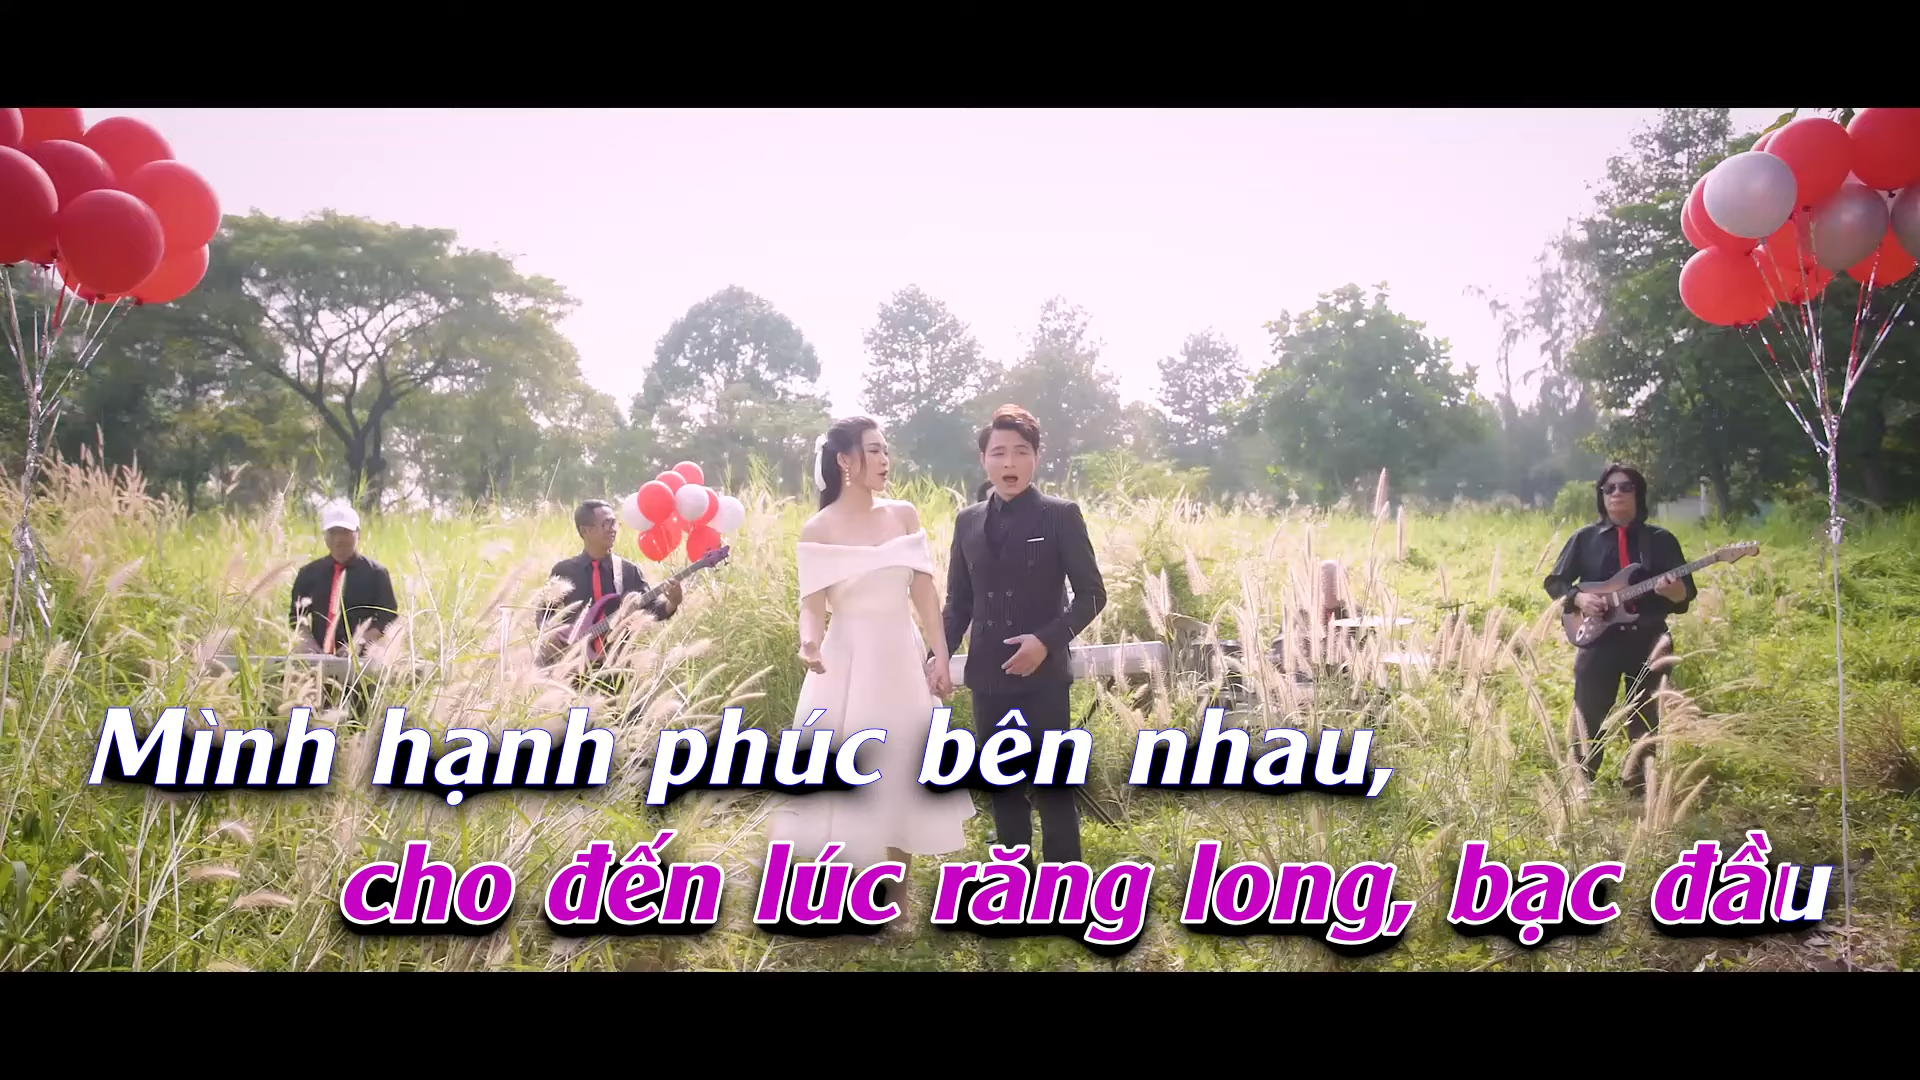 Mình hạnh phúc bên nhau,
cho đến lúc răng long, bạc đầu